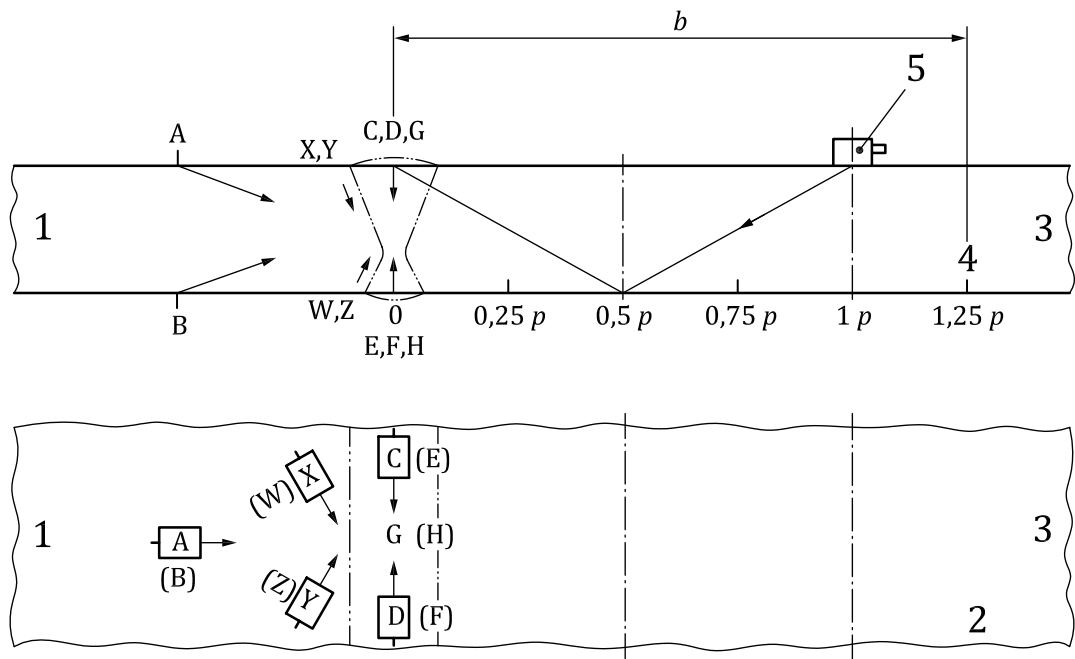 b
5
A
X,Y
C,D,G
1
3
4
B
W,Z
0
0,25 p
0,5 p
0,75 p
1 p
1,25 p
E,F,H
C (E)
X
(W)
1
A
G (H)
3
(B)
(Z)
Y
D (F)
2